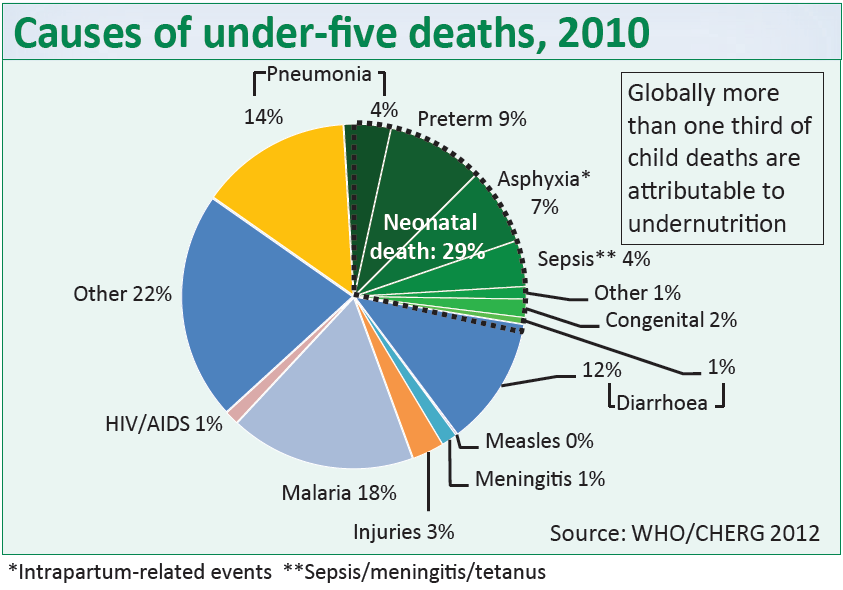 Causes of under-five deaths, 2010
Pneumonia
14%
4%
Preterm 9%
Globally more
than one third of
child deaths are
attributable to
undernutrition
Asphyxia*
7%
Neonatal
death: 29%
Sepsis** 4%
Other 22%
Other 1%
Congenital 2%
12%
1%
Diarrhoea
HIV/AIDS 1%
Measles 0%
Meningitis 1%
Malaria 18%
Injuries 3%
Source: WHO/CHERG 2012
*Intrapartum-related events **Sepsis/meningitis/tetanus